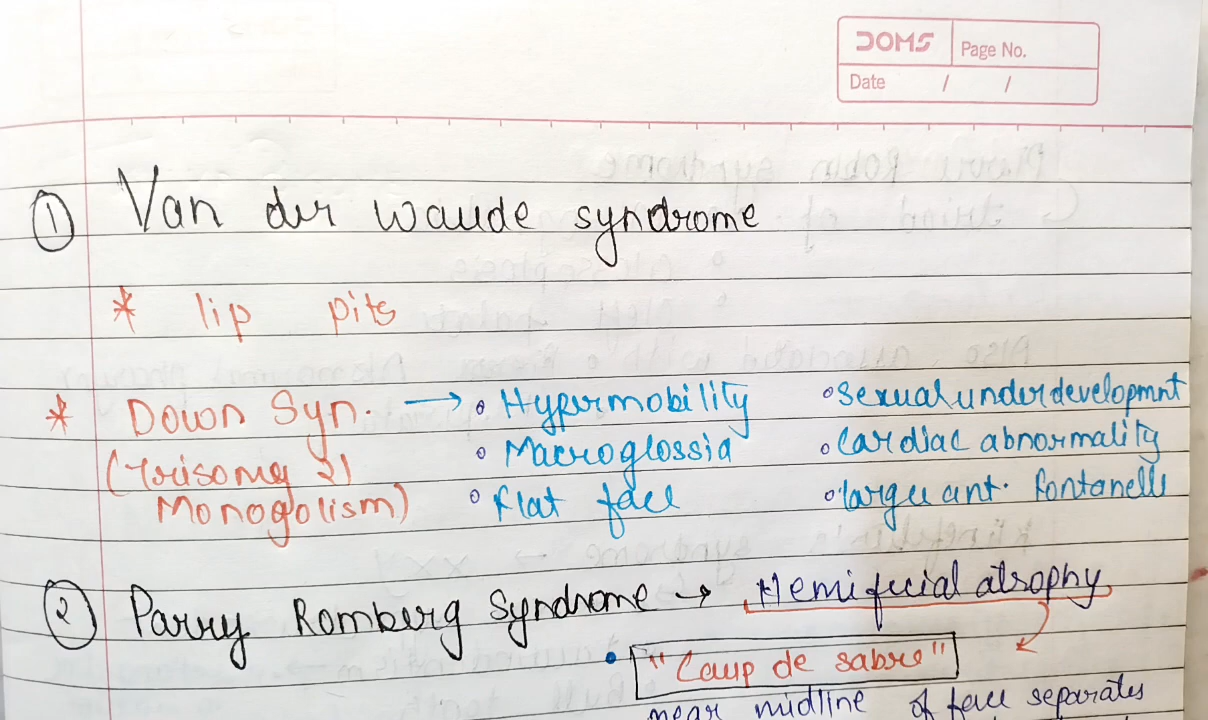 DOMS Page No.
Date / /
① Van der waude syndrome
* lip pits
* Down Syn. → ◦ Hypermobility ◦ sexual underdevelopmnt
(Trisomy 21 ◦ Macroglossia ◦ Cardiac abnormality
Monogolism) ◦ flat face ◦ large ant. fontanelle
② Parry Romberg Syndrome → Hemifacial atrophy
• "Coup de sabre"
near midline of face separates